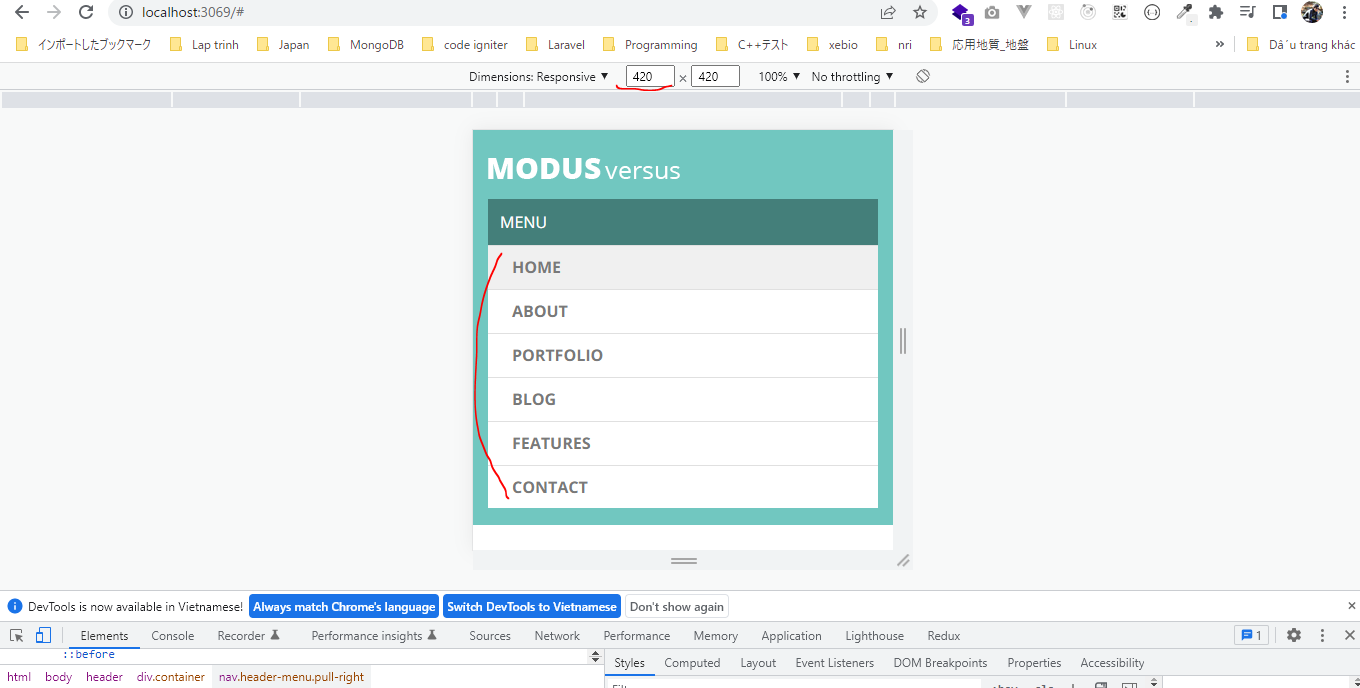 localhost:3069/#
3
インポートしたブックマーク Lap trinh Japan MongoDB code igniter Laravel Programming C++テスト xebio nri 応用地質_地盤 Linux » Dấu trang khác
Dimensions: Responsive ▼ 420 × 420 100% ▼ No throttling ▼
MODUS versus
MENU
HOME
ABOUT
PORTFOLIO
BLOG
FEATURES
CONTACT
DevTools is now available in Vietnamese! Always match Chrome's language Switch DevTools to Vietnamese Don't show again ×
Elements Console Recorder Performance insights Sources Network Performance Memory Application Lighthouse Redux 1
::before
Styles Computed Layout Event Listeners DOM Breakpoints Properties Accessibility
html body header div.container nav.header-menu.pull-right